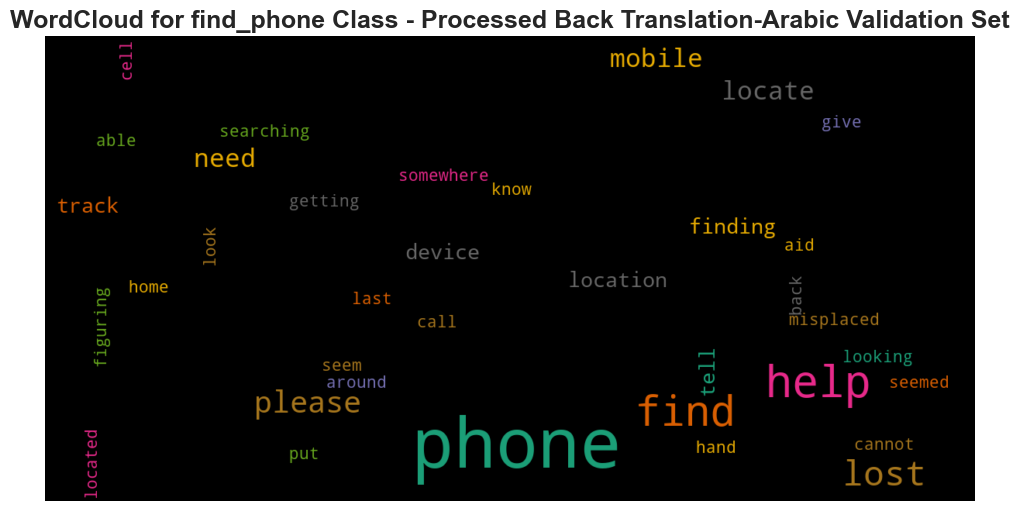 WordCloud for find_phone Class - Processed Back Translation-Arabic Validation Set
cell
mobile
locate
give
searching
able
need
somewhere
know
getting
track
finding
look
aid
device
location
home
back
last
figuring
call
misplaced
tell
looking
seem
around
help
seemed
please
find
phone
hand
cannot
put
located
lost